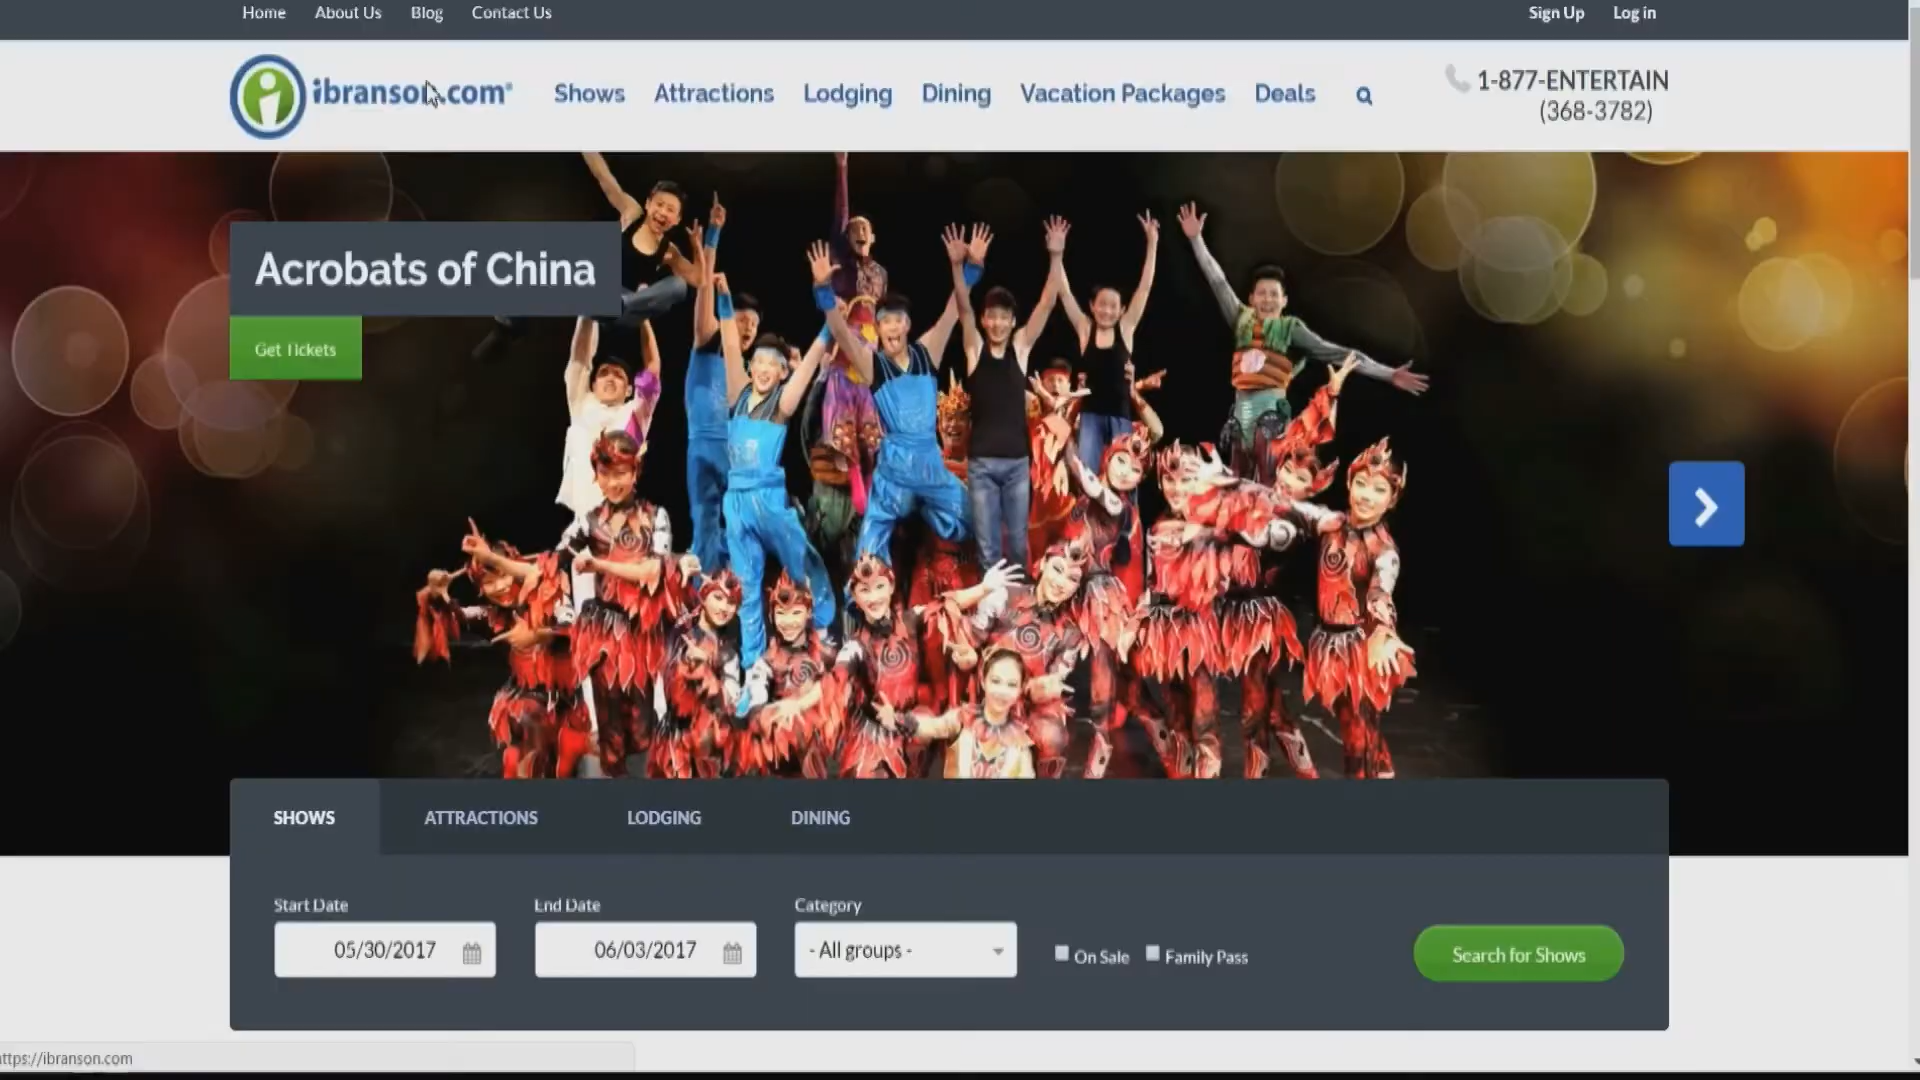 Home About Us Blog Contact Us Sign Up Log in
ibranson.com Shows Attractions Lodging Dining Vacation Packages Deals 1-877-ENTERTAIN
(368-3782)
Acrobats of China
Get Tickets
SHOWS ATTRACTIONS LODGING DINING
Start Date End Date Category
05/30/2017 06/03/2017 - All groups - On Sale Family Pass Search for Shows
ttps://ibranson.com